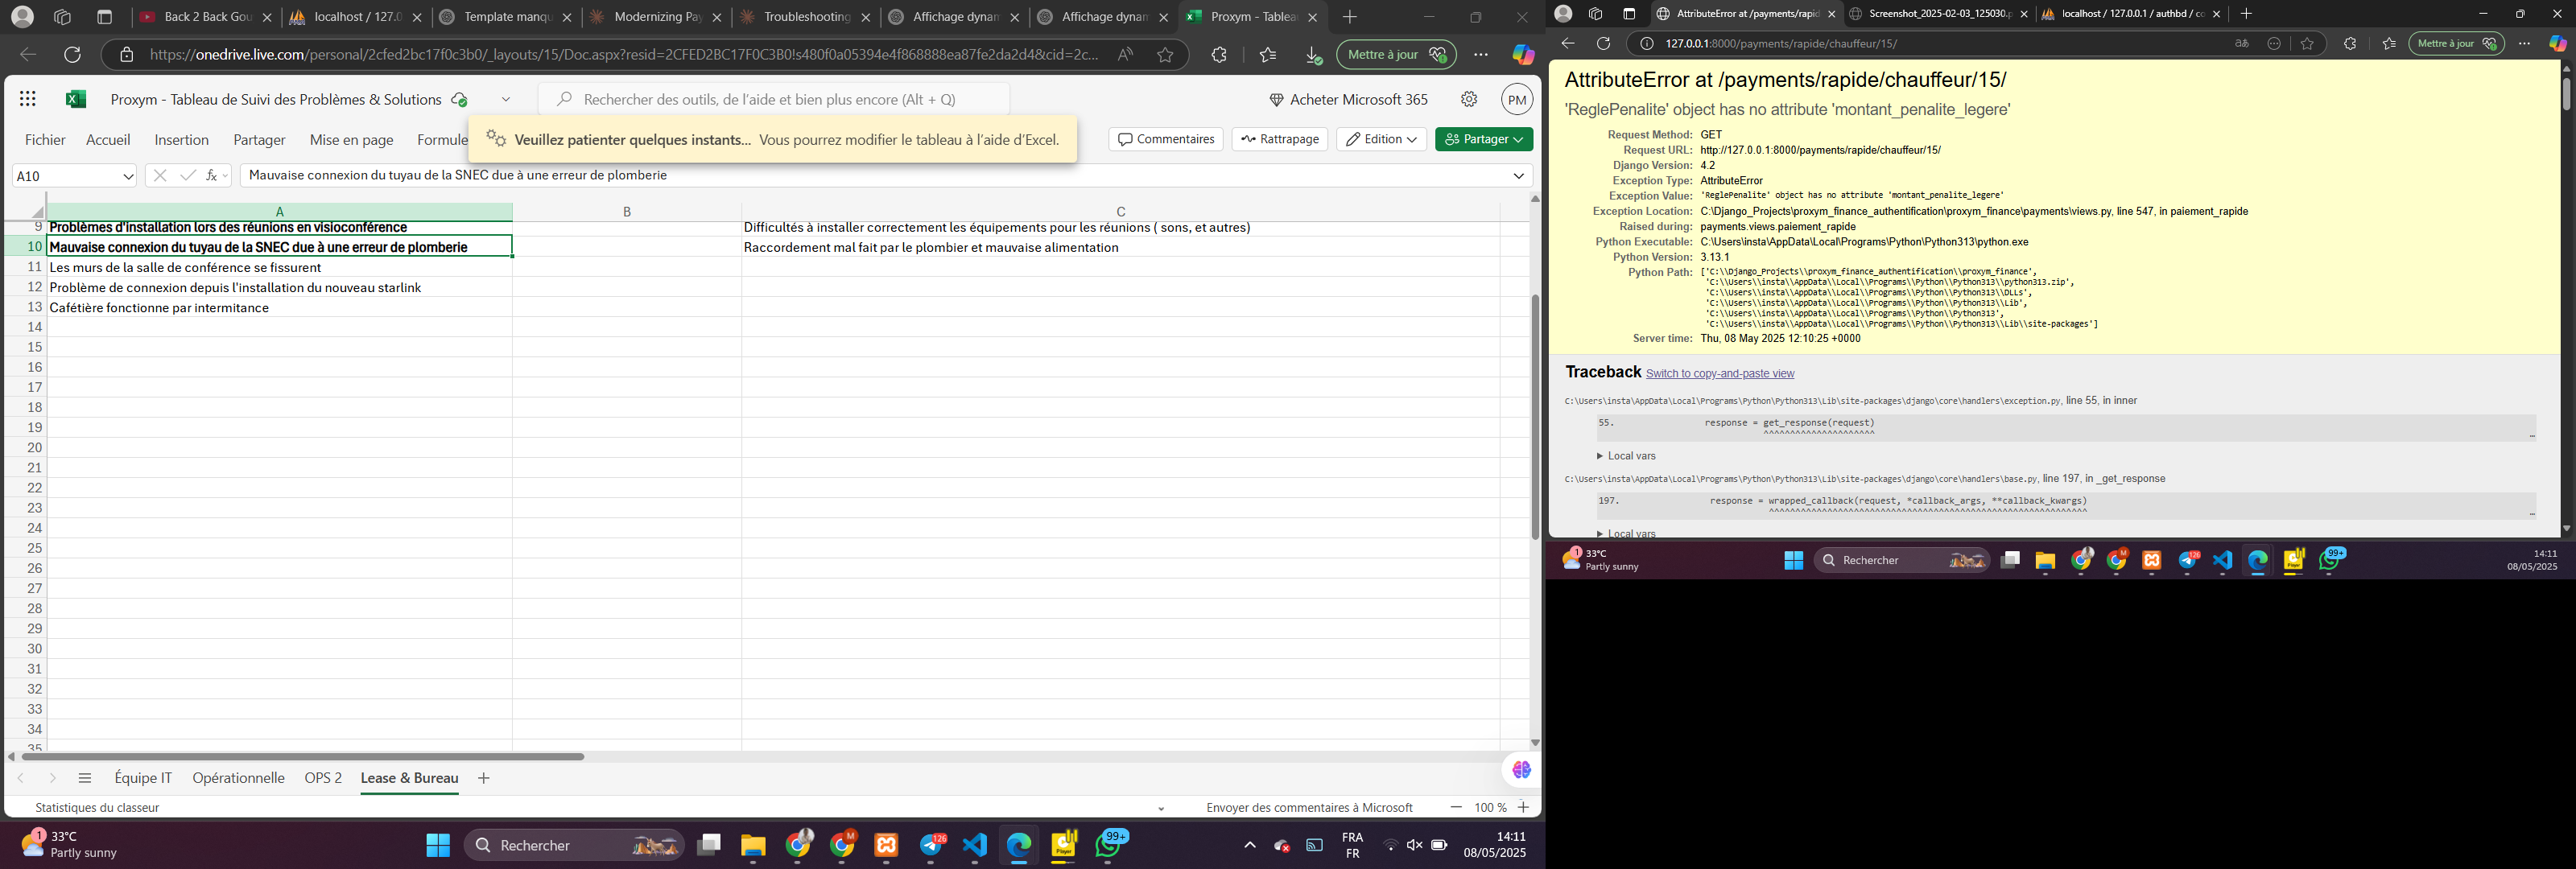 Back 2 Back Gou
localhost / 127.0
Template manqu
Modernizing Pay
Troubleshooting
Affichage dynam
Affichage dynam
Proxym - Tableau
https://onedrive.live.com/personal/2cfed2bc17f0c3b0/_layouts/15/Doc.aspx?resid=2CFED2BC17F0C3B0!s480f0a05394e4f868888ea87fe2da2d4&cid=2c...
Mettre à jour
Proxym - Tableau de Suivi des Problèmes & Solutions
Rechercher des outils, de l'aide et bien plus encore (Alt + Q)
Acheter Microsoft 365
PM
Fichier Accueil Insertion Partager Mise en page Formule
Veuillez patienter quelques instants... Vous pourrez modifier le tableau à l'aide d'Excel.
Commentaires Rattrapage Edition Partager
A10
fx
Mauvaise connexion du tuyau de la SNEC due à une erreur de plomberie
A B C
9 Problèmes d'installation lors des réunions en visioconférence Difficultés à installer correctement les équipements pour les réunions ( sons, et autres)
10 Mauvaise connexion du tuyau de la SNEC due à une erreur de plomberie Raccordement mal fait par le plombier et mauvaise alimentation
11 Les murs de la salle de conférence se fissurent
12 Problème de connexion depuis l'installation du nouveau starlink
13 Cafétière fonctionne par intermitance
14
15
16
17
18
19
20
21
22
23
24
25
26
27
28
29
30
31
32
33
34
35
Équipe IT Opérationnelle OPS 2 Lease & Bureau
Statistiques du classeur
Envoyer des commentaires à Microsoft
100 %
1
33°C
Partly sunny
Rechercher
M
126
Player
99+
FRA
FR
14:11
08/05/2025
AttributeError at /payments/rapid
Screenshot_2025-02-03_125030.p
localhost / 127.0.0.1 / authbd / co
127.0.0.1:8000/payments/rapide/chauffeur/15/
aあ
Mettre à jour
AttributeError at /payments/rapide/chauffeur/15/
'ReglePenalite' object has no attribute 'montant_penalite_legere'
Request Method: GET
Request URL: http://127.0.0.1:8000/payments/rapide/chauffeur/15/
Django Version: 4.2
Exception Type: AttributeError
Exception Value: 'ReglePenalite' object has no attribute 'montant_penalite_legere'
Exception Location: C:\Django_Projects\proxym_finance_authentification\proxym_finance\payments\views.py, line 547, in paiement_rapide
Raised during: payments.views.paiement_rapide
Python Executable: C:\Users\insta\AppData\Local\Programs\Python\Python313\python.exe
Python Version: 3.13.1
Python Path: ['C:\\Django_Projects\\proxym_finance_authentification\\proxym_finance',
'C:\\Users\\insta\\AppData\\Local\\Programs\\Python\\Python313\\python313.zip',
'C:\\Users\\insta\\AppData\\Local\\Programs\\Python\\Python313\\DLLs',
'C:\\Users\\insta\\AppData\\Local\\Programs\\Python\\Python313\\Lib',
'C:\\Users\\insta\\AppData\\Local\\Programs\\Python\\Python313',
'C:\\Users\\insta\\AppData\\Local\\Programs\\Python\\Python313\\Lib\\site-packages']
Server time: Thu, 08 May 2025 12:10:25 +0000
Traceback Switch to copy-and-paste view
C:\Users\insta\AppData\Local\Programs\Python\Python313\Lib\site-packages\django\core\handlers\exception.py, line 55, in inner
55. response = get_response(request)
^^^^^^^^^^^^^^^^^^^^^
…
Local vars
C:\Users\insta\AppData\Local\Programs\Python\Python313\Lib\site-packages\django\core\handlers\base.py, line 197, in _get_response
197. response = wrapped_callback(request, *callback_args, **callback_kwargs)
^^^^^^^^^^^^^^^^^^^^^^^^^^^^^^^^^^^^^^^^^^^^^^^^^^^^^^^^^
…
Local vars
1
33°C
Partly sunny
Rechercher
M
126
Player
99+
14:11
08/05/2025